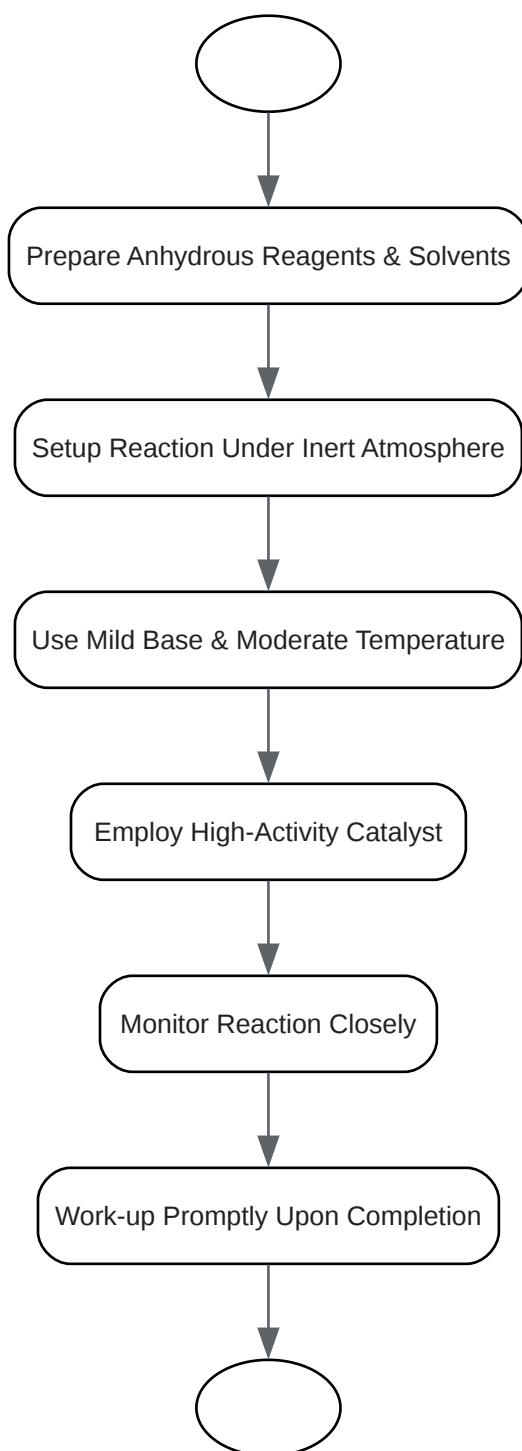 Prepare Anhydrous Reagents & Solvents
Setup Reaction Under Inert Atmosphere
Use Mild Base & Moderate Temperature
Employ High-Activity Catalyst
Monitor Reaction Closely
Work-up Promptly Upon Completion